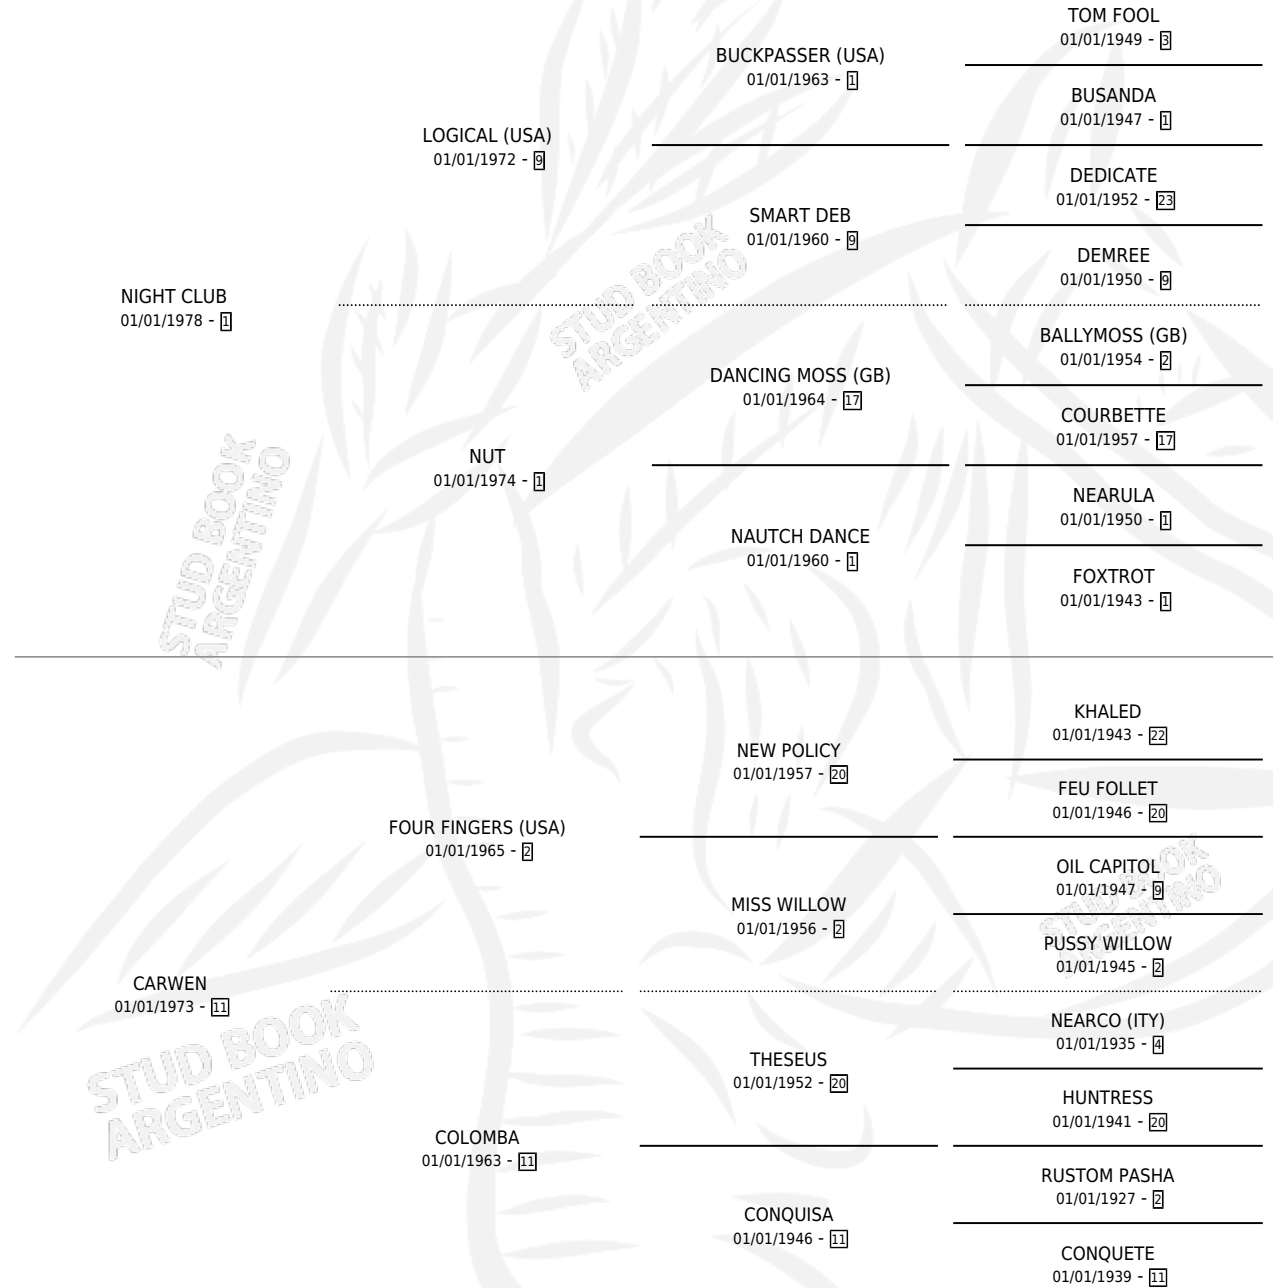 TOM FOOL
01/01/1949 - 3
BUCKPASSER (USA)
01/01/1963 - 1
BUSANDA
01/01/1947 - 1
LOGICAL (USA)
01/01/1972 - 9
DEDICATE
01/01/1952 - 23
SMART DEB
01/01/1960 - 9
DEMREE
01/01/1950 - 9
NIGHT CLUB
01/01/1978 - 1
BALLYMOSS (GB)
01/01/1954 - 2
DANCING MOSS (GB)
01/01/1964 - 17
COURBETTE
01/01/1957 - 17
NUT
01/01/1974 - 1
NEARULA
01/01/1950 - 1
NAUTCH DANCE
01/01/1960 - 1
FOXTROT
01/01/1943 - 1
STUD BOOK
ARGENTINO
STUD BOOK
ARGENTINO
KHALED
01/01/1943 - 22
NEW POLICY
01/01/1957 - 20
FEU FOLLET
01/01/1946 - 20
FOUR FINGERS (USA)
01/01/1965 - 2
OIL CAPITOL
01/01/1947 - 9
MISS WILLOW
01/01/1956 - 2
PUSSY WILLOW
01/01/1945 - 2
CARWEN
01/01/1973 - 11
NEARCO (ITY)
01/01/1935 - 4
THESEUS
01/01/1952 - 20
HUNTRESS
01/01/1941 - 20
COLOMBA
01/01/1963 - 11
RUSTOM PASHA
01/01/1927 - 2
CONQUISA
01/01/1946 - 11
CONQUETE
01/01/1939 - 11
STUD BOOK
ARGENTINO
STUD BOOK
ARGENTINO